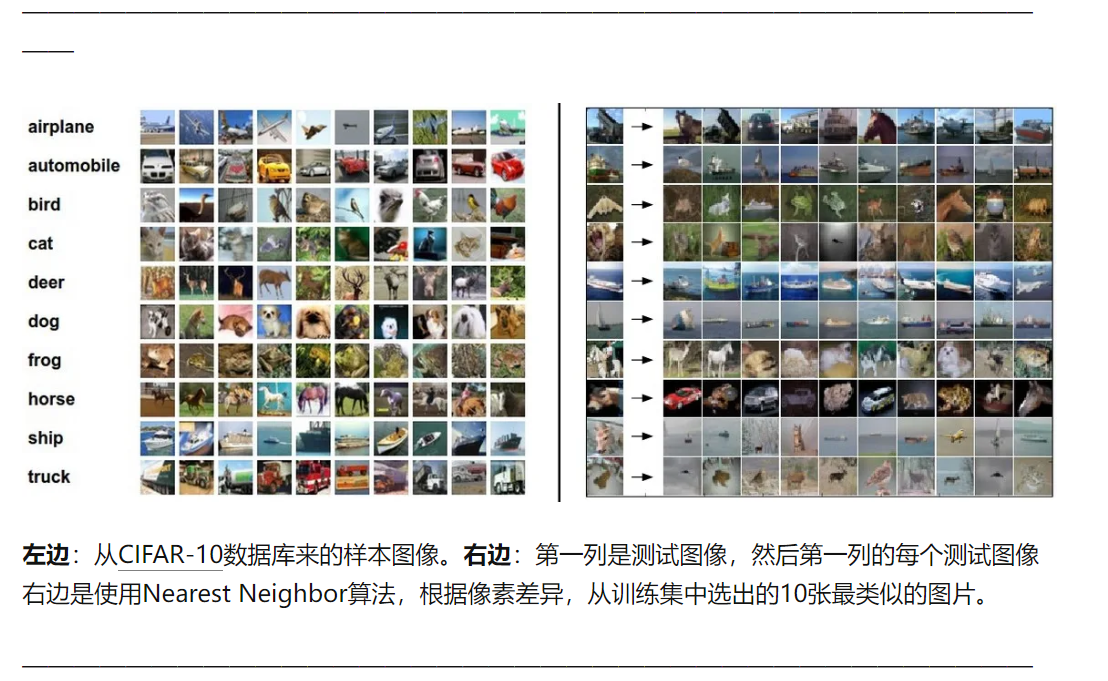 airplane
automobile
bird
cat
deer
dog
frog
horse
ship
truck
左边：从CIFAR-10数据库来的样本图像。右边：第一列是测试图像，然后第一列的每个测试图像
右边是使用Nearest Neighbor算法，根据像素差异，从训练集中选出的10张最类似的图片。